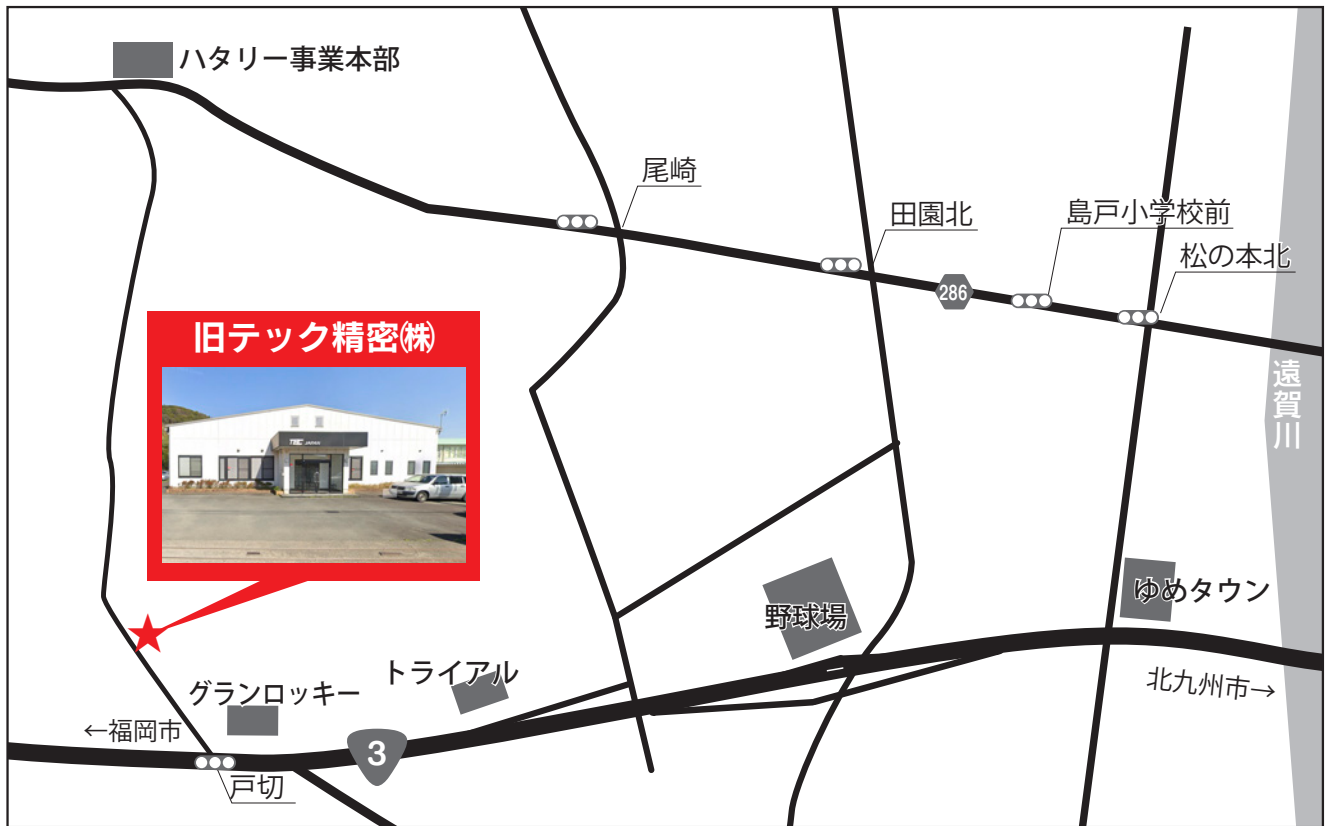 ハタリー事業本部
尾崎
田園北
島戸小学校前
松の本北
286
旧テック精密㈱
TEC JAPAN
遠賀川
野球場
ゆめタウン
トライアル
グランロッキー
北九州市→
←福岡市
3
戸切